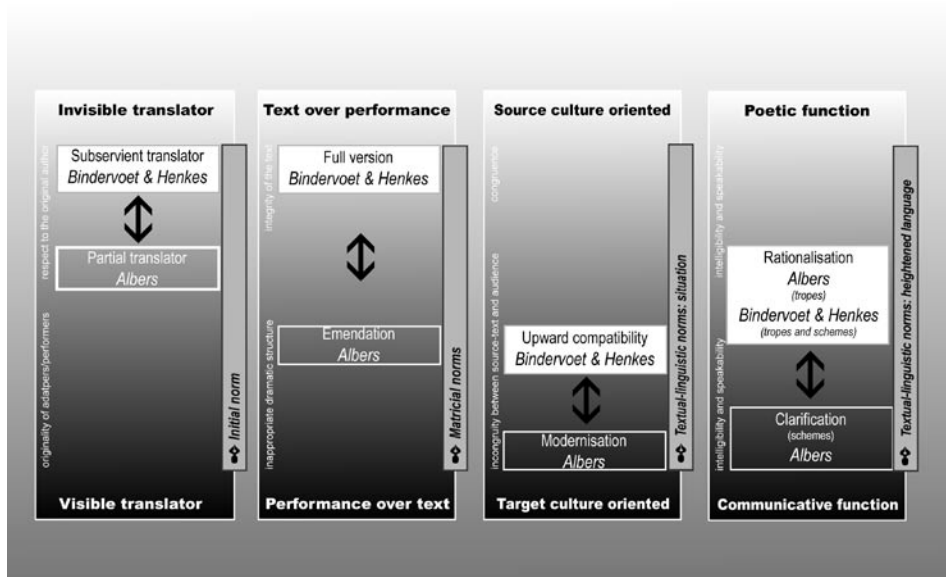 Invisible translator
respect to the original author
Subservient translator
Bindervoet & Henkes
Partial translator
Albers
originality of adatpers/performers
Initial norm
Visible translator
Text over performance
integrity of the text
Full version
Bindervoet & Henkes
Emendation
Albers
inappropriate dramatic structure
Matricial norms
Performance over text
Source culture oriented
congruence
Upward compatibility
Bindervoet & Henkes
Modernisation
Albers
incongruity between source-text and audience
Textual-linguistic norms: situation
Target culture oriented
Poetic function
intelligibility and speakability
Rationalisation
Albers
(tropes)
Bindervoet & Henkes
(tropes and schemes)
Clarification
(schemes)
Albers
intelligibility and speakability
Textual-linguistic norms: heightened language
Communicative function